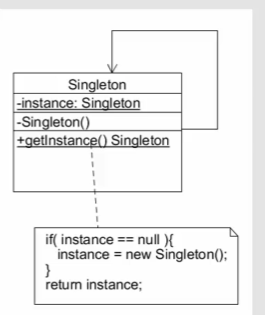 Singleton
-instance: Singleton
-Singleton()
+getInstance() Singleton
if( instance == null ){
instance = new Singleton();
}
return instance;